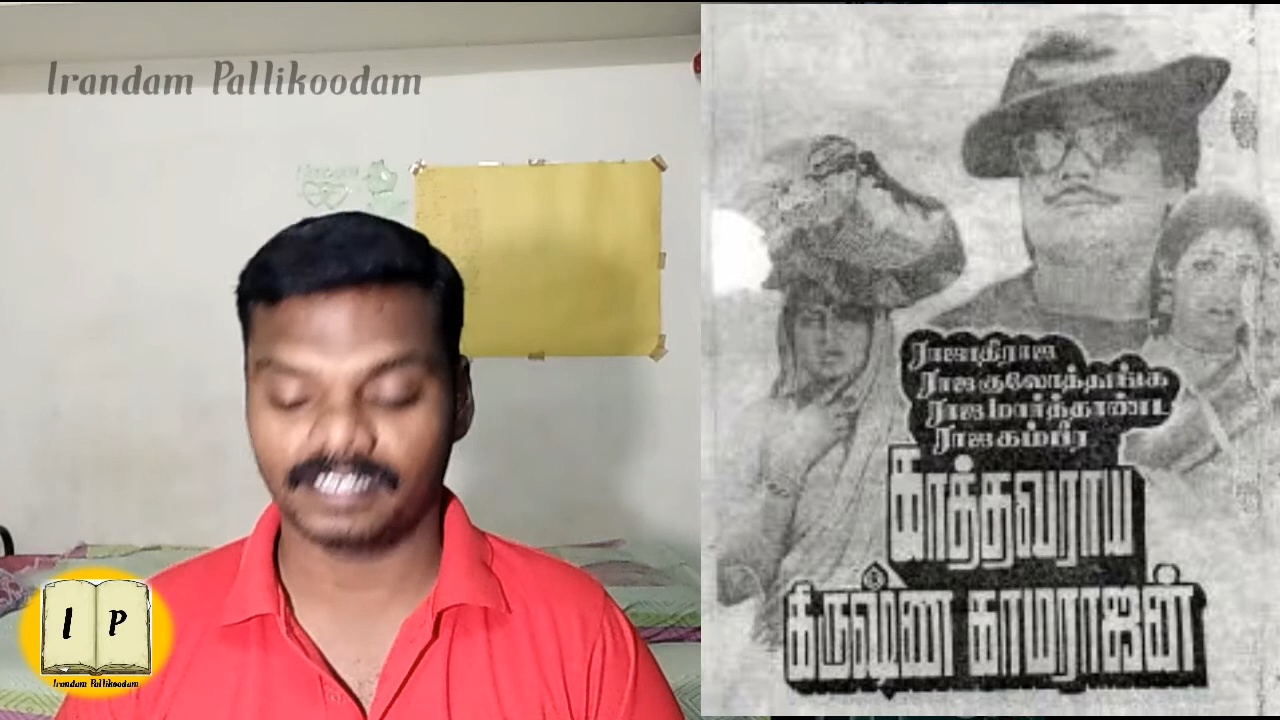 Irandam Pallikoodam
ராஜாதிராஜ
ராஜகுலோத்துங்க
ராஜமார்த்தாண்ட
ராஜகம்பீர
காத்தவராய
கிருஷ்ண காமராஜன்
I P
Irandam Pallikoodam